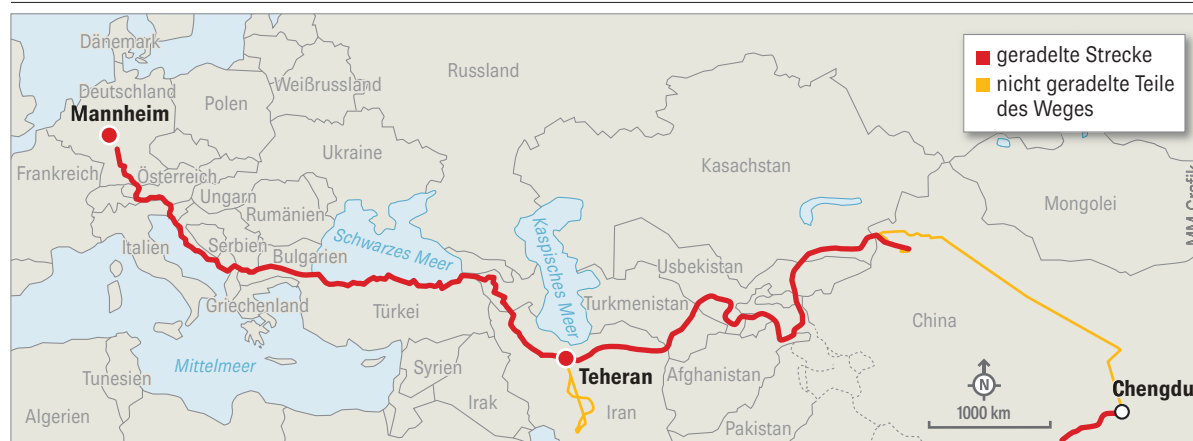 geradelte Strecke
nicht geradelte Teile
des Weges
Dänemark
Russland
Weißrussland
Deutschland
Polen
Mannheim
Ukraine
Kasachstan
Frankreich
Österreich
Ungarn
Rumänien
Mongolei
MM-Grafik
Schwarzes Meer
Kaspisches Meer
Italien
Serbien
Bulgarien
Usbekistan
Turkmenistan
Griechenland
Türkei
China
Mittelmeer
Syrien
Teheran
Afghanistan
Tunesien
N
Chengdu
Algerien
Irak
Iran
Pakistan
1000 km